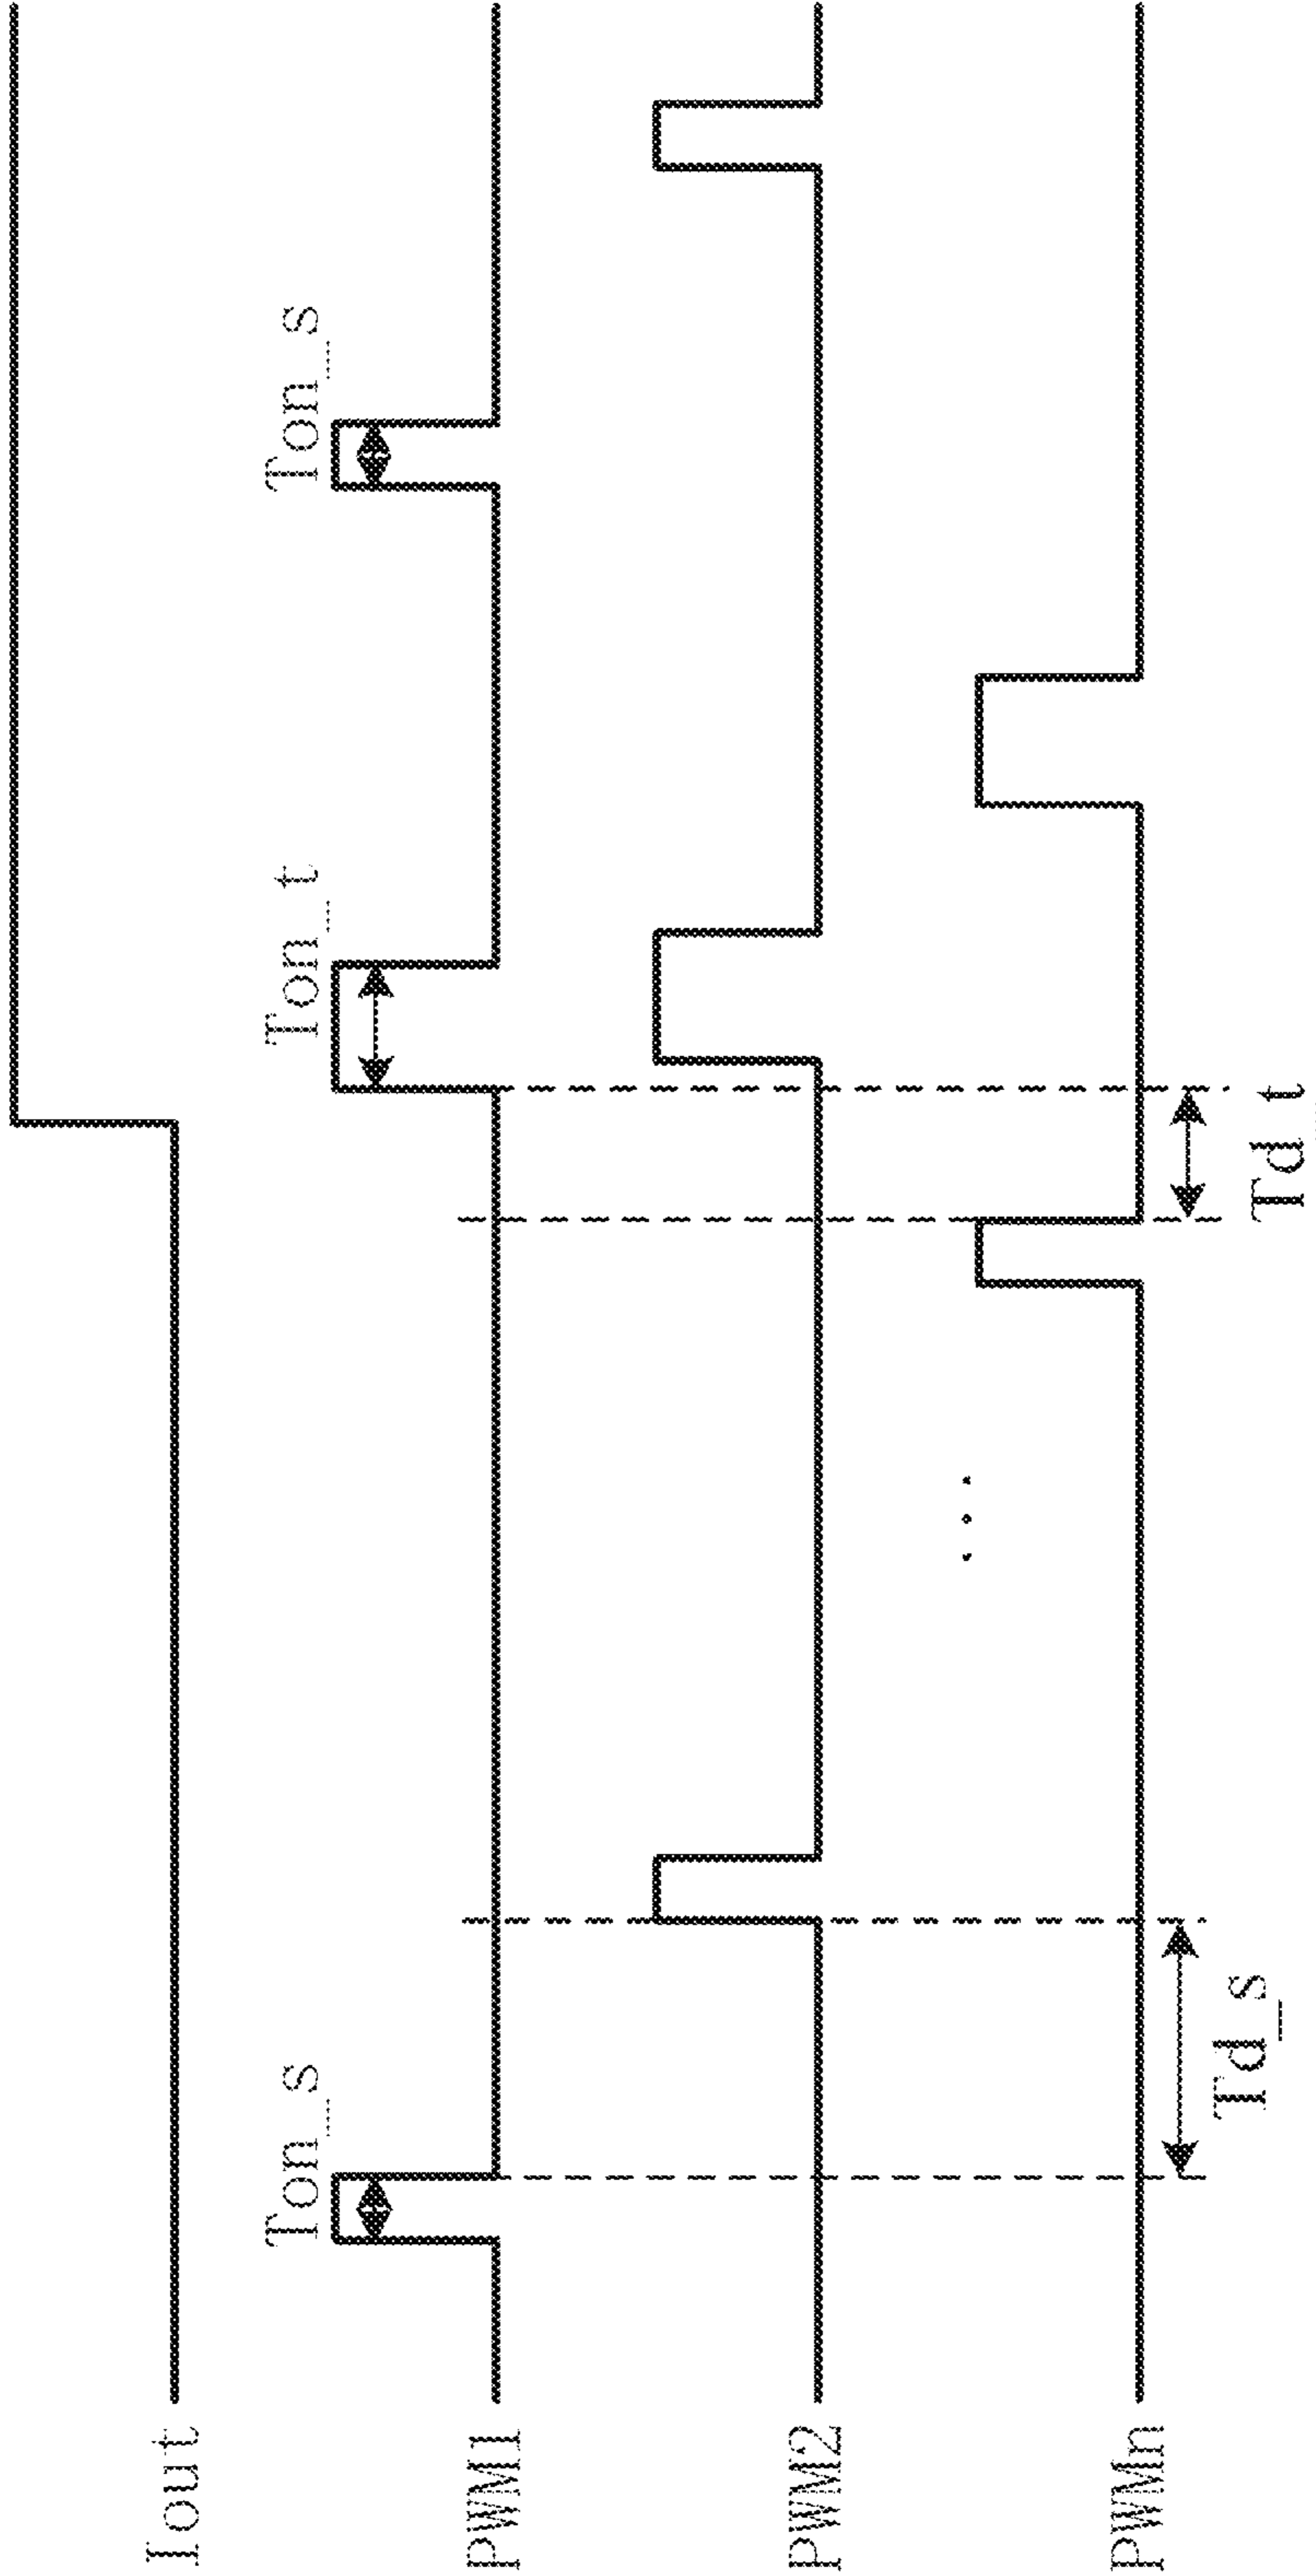 Iout
Ton_s
Ton_t
Ton_s
PWM1
PWM2
...
PWMn
Td_s
Td_t